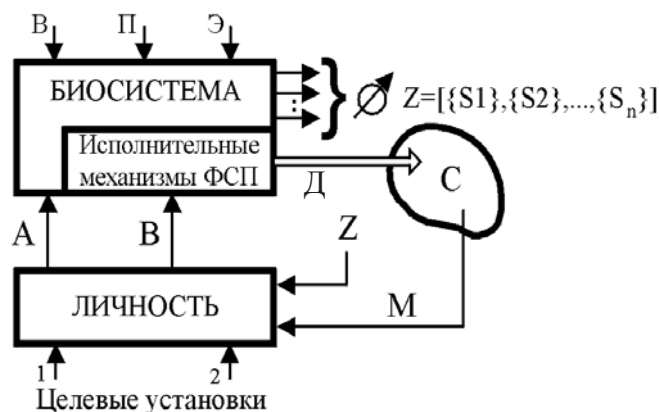 В П Э
БИОСИСТЕМА
Z=[{S1},{S2},...,{Sn}]
Исполнительные
механизмы ФСП
Д
С
А В Z
ЛИЧНОСТЬ
М
1 2
Целевые установки